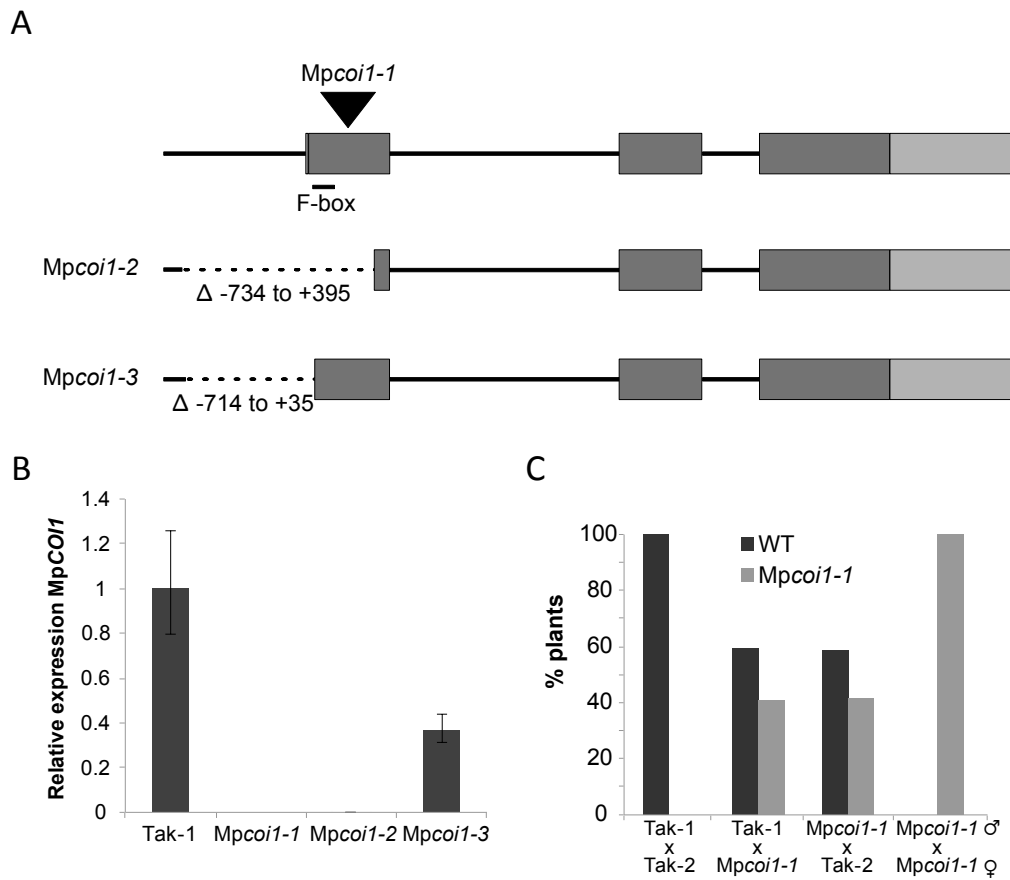 A
Mpcoi1-1
F-box
Mpcoi1-2
Δ -734 to +395
Mpcoi1-3
Δ -714 to +35
B
Relative expression MpCOI1
1.4
1.2
1
0.8
0.6
0.4
0.2
0
Tak-1 Mpcoi1-1 Mpcoi1-2 Mpcoi1-3
C
% plants
100
80
60
40
20
0
WT
Mpcoi1-1
Tak-1
x
Tak-2
Tak-1
x
Mpcoi1-1
Mpcoi1-1
x
Tak-2
Mpcoi1-1 ♂
x
Mpcoi1-1 ♀